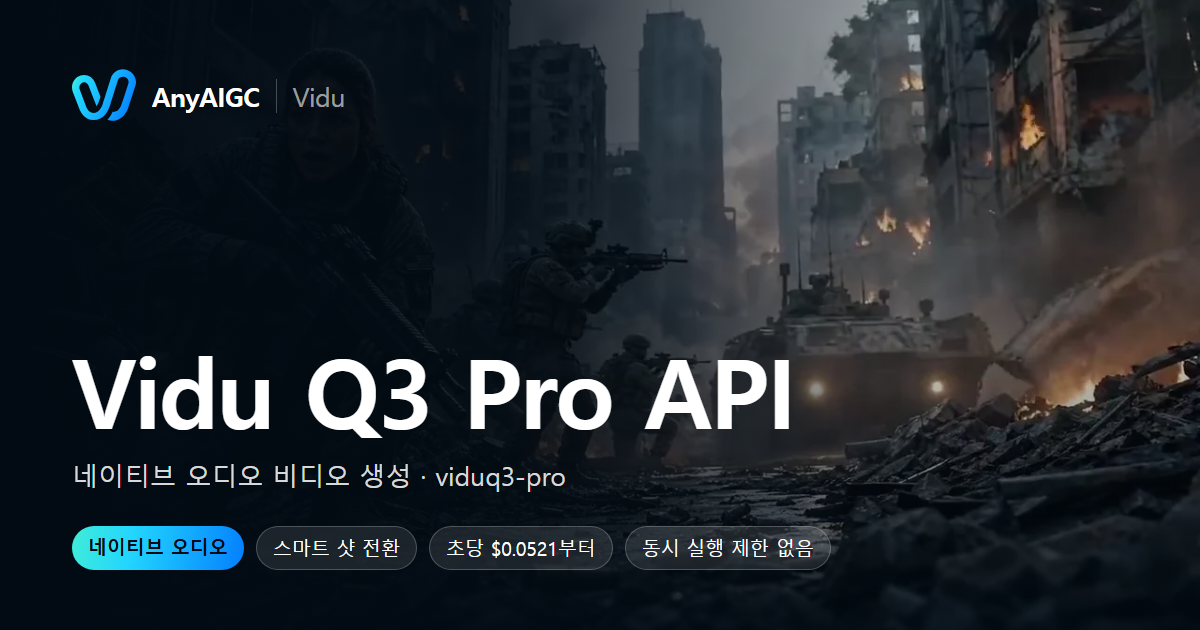 AnyAIGC | Vidu
Vidu Q3 Pro API
네이티브 오디오 비디오 생성 · viduq3-pro
네이티브 오디오 스마트 샷 전환 초당 $0.0521부터 동시 실행 제한 없음